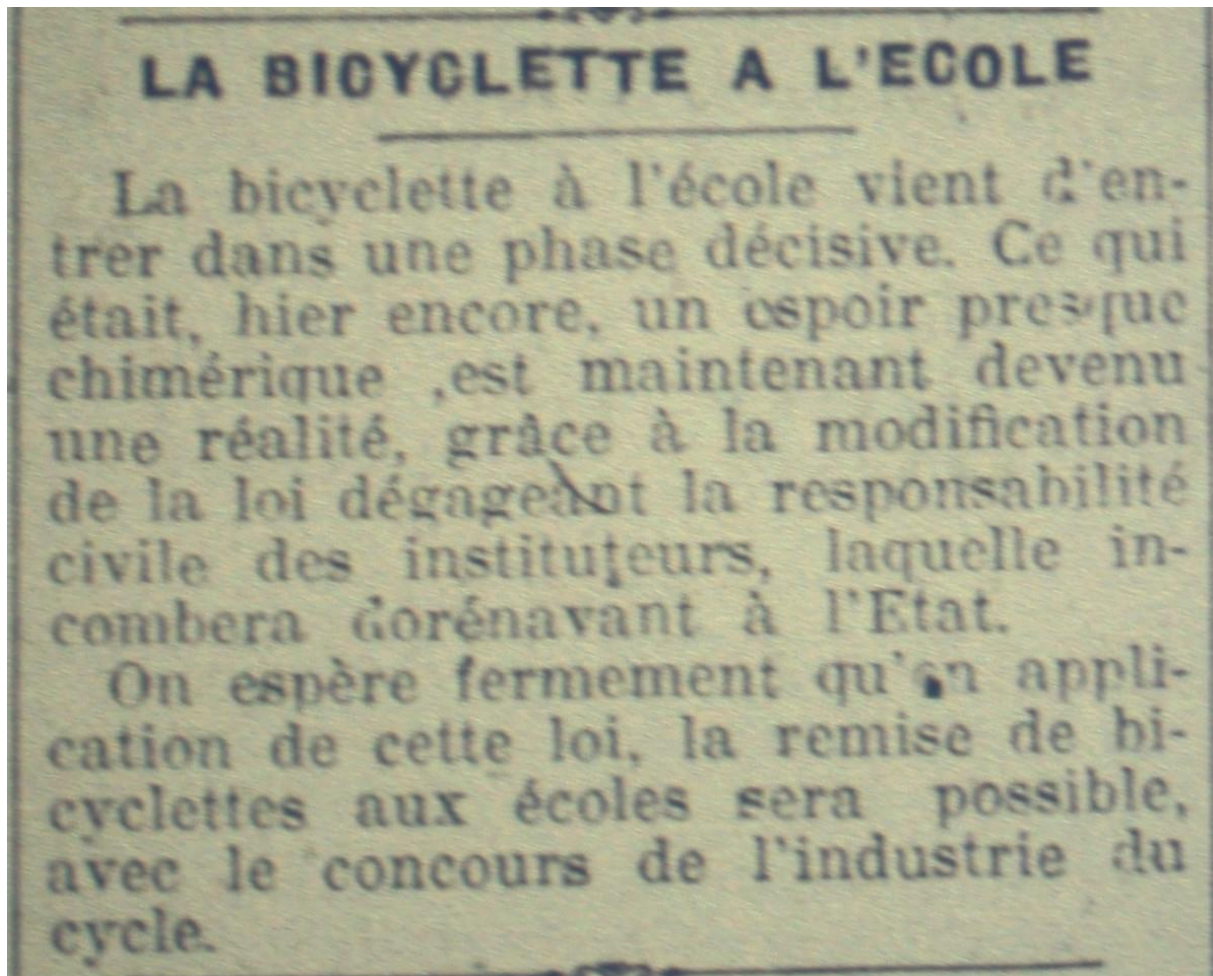 LA BICYCLETTE A L'ECOLE
La bicyclette à l'école vient d'en-
trer dans une phase décisive. Ce qui
était, hier encore, un espoir presque
chimérique ,est maintenant devenu
une réalité, grâce à la modification
de la loi dégageant la responsabilité
civile des instituteurs, laquelle in-
combera dorénavant à l'Etat.
On espère fermement qu'en appli-
cation de cette loi, la remise de bi-
cyclettes aux écoles sera possible,
avec le concours de l'industrie du
cycle.